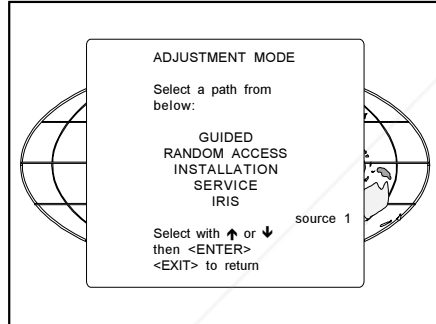 ADJUSTMENT MODE
Select a path from
below:
GUIDED
RANDOM ACCESS
INSTALLATION
SERVICE
IRIS
source 1
Select with ↑ or ↓
then <ENTER>
<EXIT> to return